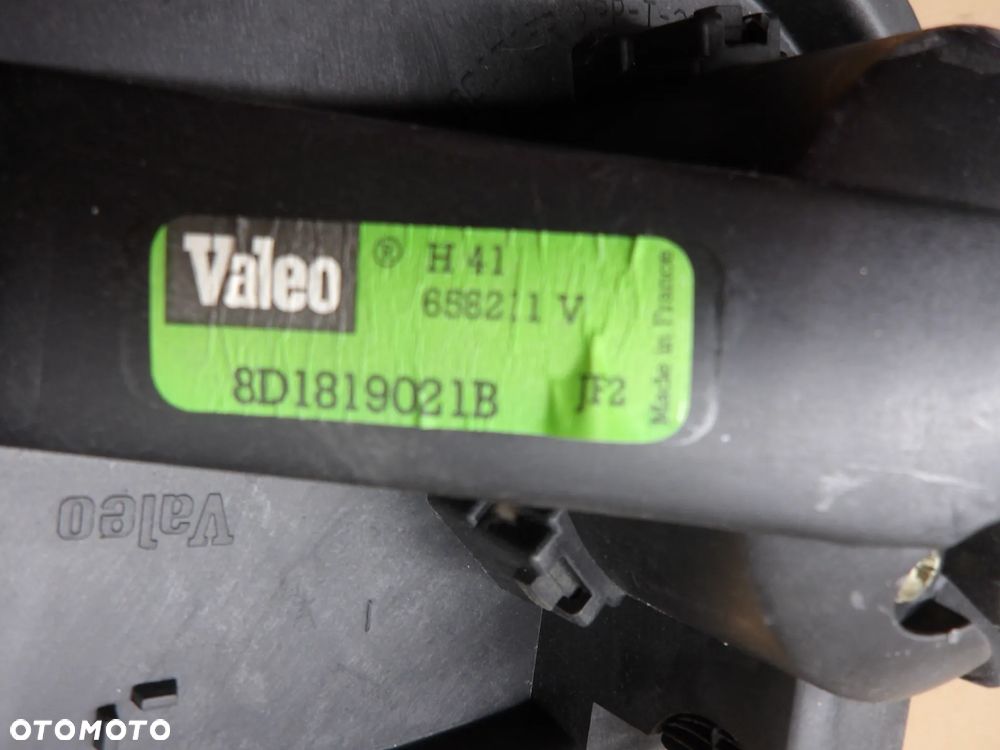 Valeo ® H 41
658211 V
8D1819021B JF2
Made in France
Valeo
OTOMOTO